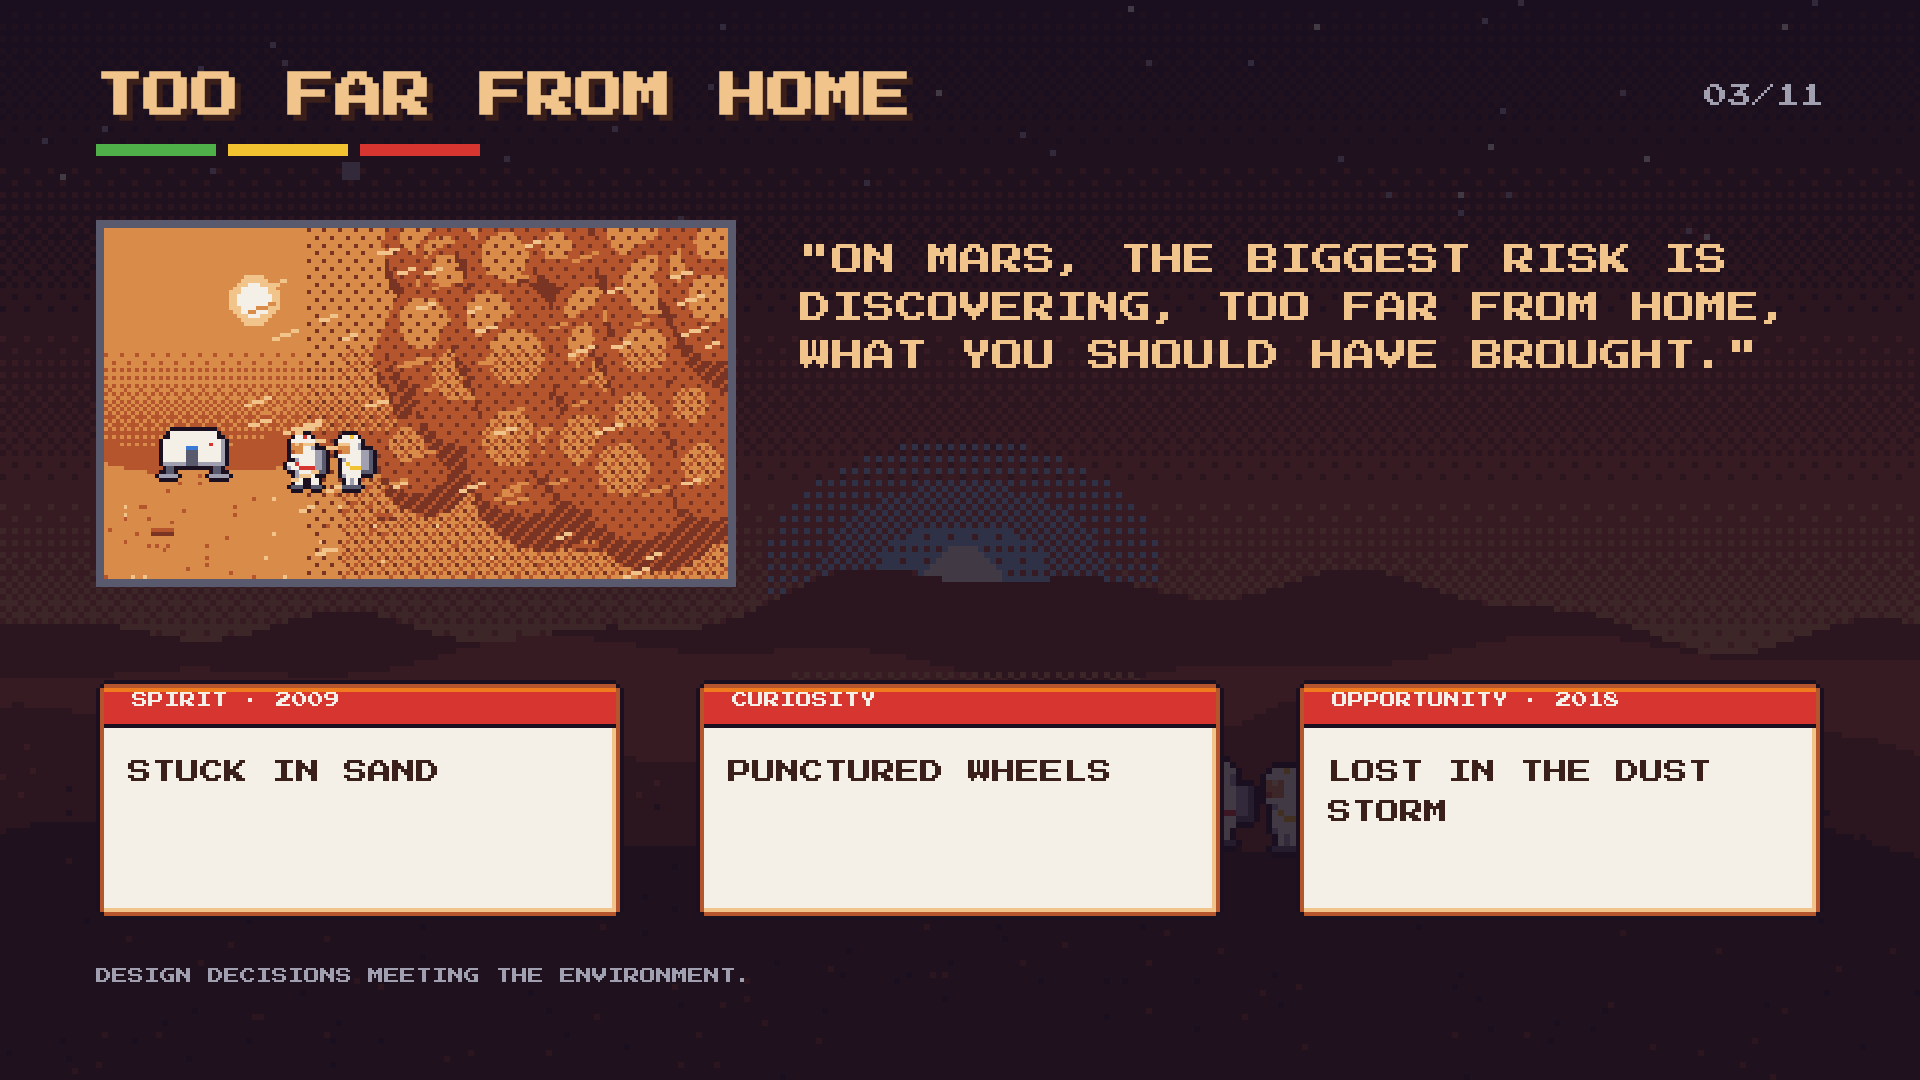 TOO FAR FROM HOME
03/11
"ON MARS, THE BIGGEST RISK IS
DISCOVERING, TOO FAR FROM HOME,
WHAT YOU SHOULD HAVE BROUGHT."
SPIRIT · 2009
STUCK IN SAND
CURIOSITY
PUNCTURED WHEELS
OPPORTUNITY · 2018
LOST IN THE DUST
STORM
DESIGN DECISIONS MEETING THE ENVIRONMENT.